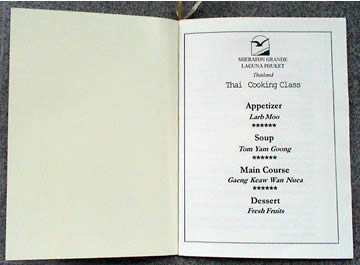 SHERATON GRANDE
LAGUNA PHUKET
Thailand
Thai Cooking Class
Appetizer
Larb Moo
******
Soup
Tom Yam Goong
******
Main Course
Gaeng Keaw Wan Nuea
******
Dessert
Fresh Fruits